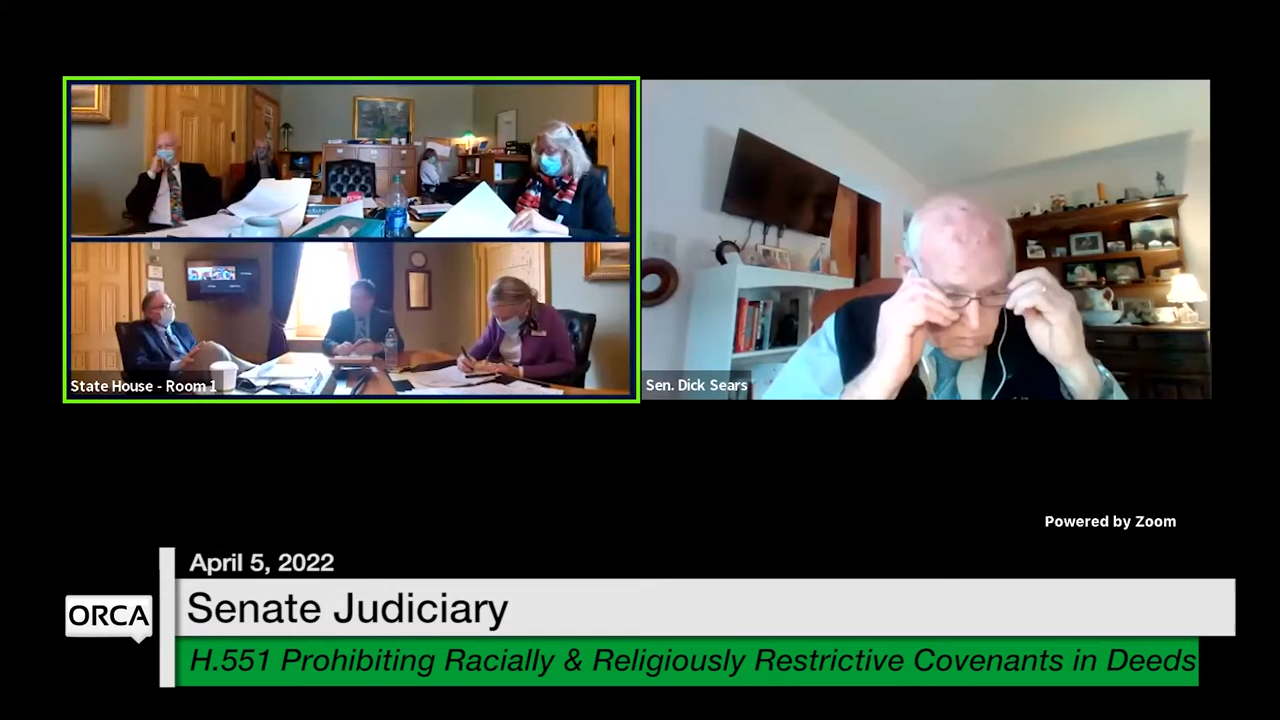 State House - Room 1
Sen. Dick Sears
Powered by Zoom
April 5, 2022
ORCA
Senate Judiciary
H.551 Prohibiting Racially & Religiously Restrictive Covenants in Deeds